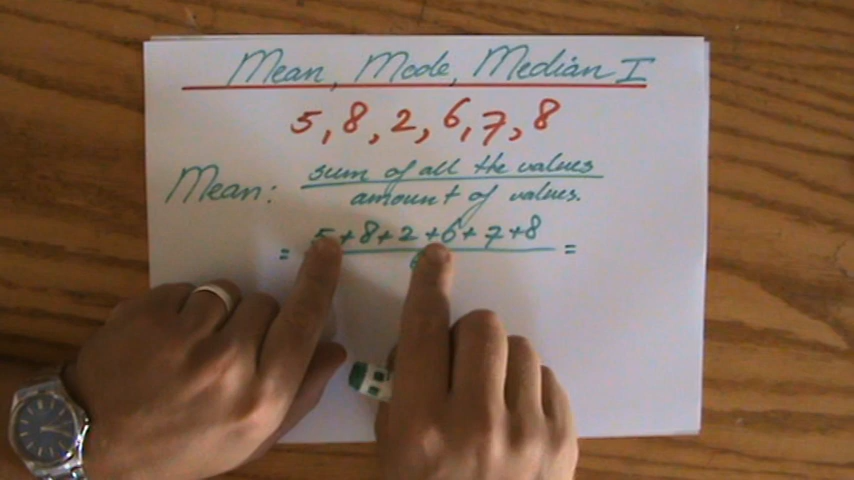 Mean, Mode, Median I
5, 8, 2, 6, 7, 8
Mean: sum of all the values
amount of values.
= 5+8+2+6+7+8 =